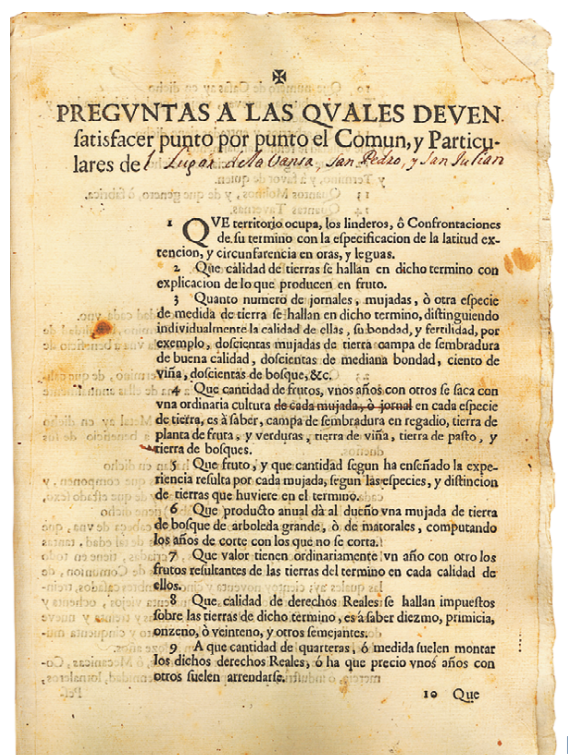 ✠
PREGVNTAS A LAS QVALES DEVEN
satisfacer punto por punto el Comun, y Particu-
lares de l Lugar de la Vansa, San Pedro, y San Julian
1 QVE territorio ocupa, los linderos, ô Confrontaciones
de su termino con la especificacion de la latitud ex-
tencion, y circunfarencia en oras, y leguas.
2 Que calidad de tierras se hallan en dicho termino con
explicacion de lo que producen en fruto.
3 Quanto numero de jornales, mujadas, ò otra especie
de medida de tierra se hallan en dicho termino, distinguiendo
individualmente la calidad de ellas, su bondad, y fertilidad, por
exemplo, doscientas mujadas de tierra campa de sembradura
de buena calidad, doscientas de mediana bondad, ciento de
viña, doscientas de bosque, &c.
4 Que cantidad de frutos, vnos años con otros se saca con
vna ordinaria cultura de cada mujada, ò jornal en cada especie
de tierra, es à saber, campa de sembradura en regadio, tierra de
planta de fruta, y verduras, tierra de viña, tierra de pasto, y
tierra de bosques.
5 Que fruto, y que cantidad segun ha enseñado la expe-
riencia resulta por cada mujada, segun las especies, y distincion
de tierras que huviere en el termino.
6 Que producto anual dà al dueño vna mujada de tierra
de bosque de arboleda grande, ô de matorales, computando
los años de corte con los que no se corta.
7 Que valor tienen ordinariamente vn año con otro los
frutos resultantes de las tierras del termino en cada calidad de
ellos.
8 Que calidad de derechos Reales se hallan impuestos
sobre las tierras de dicho termino, es à saber diezmo, primicia,
onzeno, ò veinteno, y otros semejantes.
9 A que cantidad de quarteras, ó medida suelen montar
los dichos derechos Reales, ó ha que precio vnos años con
otros suelen arrendarse.
10 Que